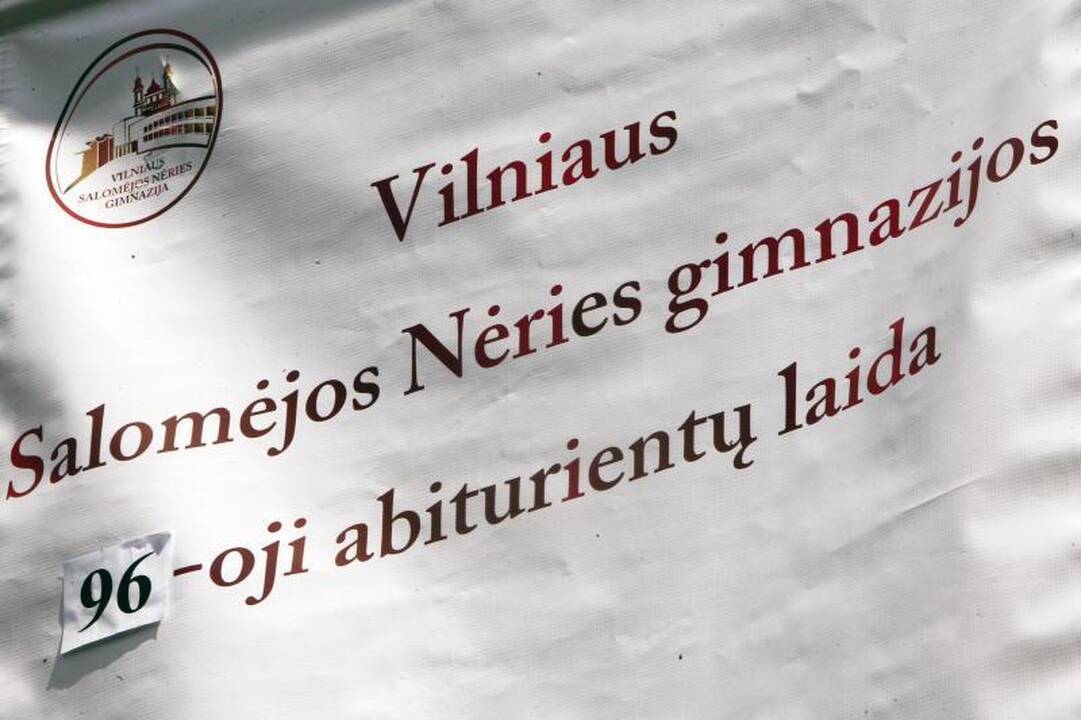 VILNIAUS
SALOMĖJOS NĖRIES
GIMNAZIJA
Vilniaus
Salomėjos Nėries gimnazijos
96-oji abiturientų laida